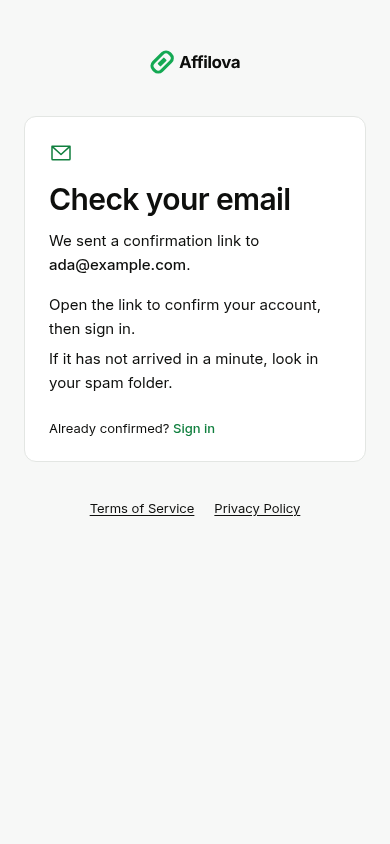 Affilova
Check your email
We sent a confirmation link to
ada@example.com.
Open the link to confirm your account,
then sign in.
If it has not arrived in a minute, look in
your spam folder.
Already confirmed? Sign in
Terms of Service Privacy Policy